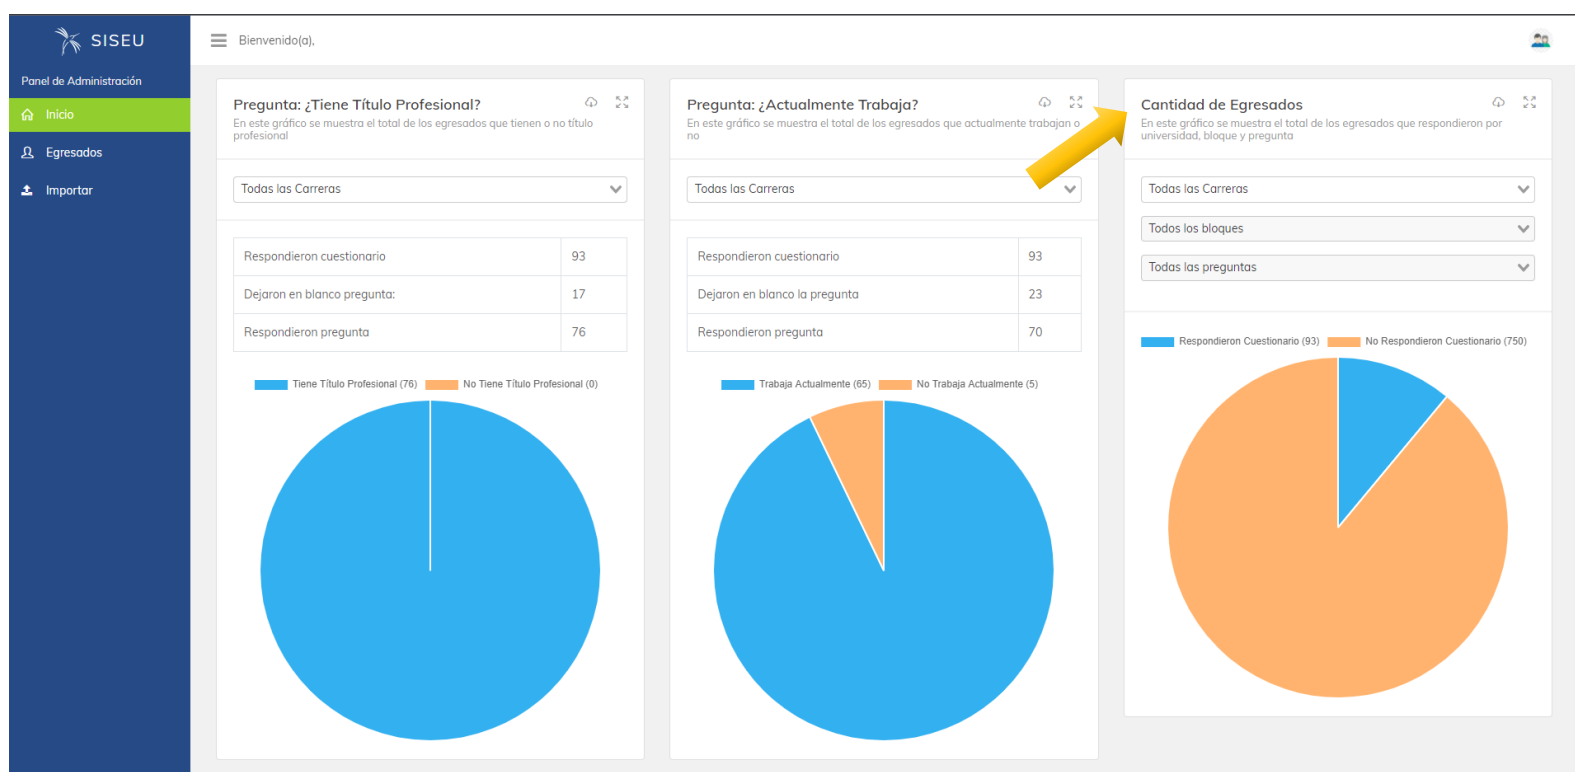 SISEU
Bienvenido(a),
Panel de Administración
Inicio
Egresados
Importar
Pregunta: ¿Tiene Título Profesional?
En este gráfico se muestra el total de los egresados que tienen o no título
profesional
Todas las Carreras
Respondieron cuestionario 93
Dejaron en blanco pregunta: 17
Respondieron pregunta 76
Tiene Título Profesional (76) No Tiene Título Profesional (0)
Pregunta: ¿Actualmente Trabaja?
En este gráfico se muestra el total de los egresados que actualmente trabajan o
no
Todas las Carreras
Respondieron cuestionario 93
Dejaron en blanco la pregunta 23
Respondieron pregunta 70
Trabaja Actualmente (65) No Trabaja Actualmente (5)
Cantidad de Egresados
En este gráfico se muestra el total de los egresados que respondieron por
universidad, bloque y pregunta
Todas las Carreras
Todos los bloques
Todas las preguntas
Respondieron Cuestionario (93) No Respondieron Cuestionario (750)